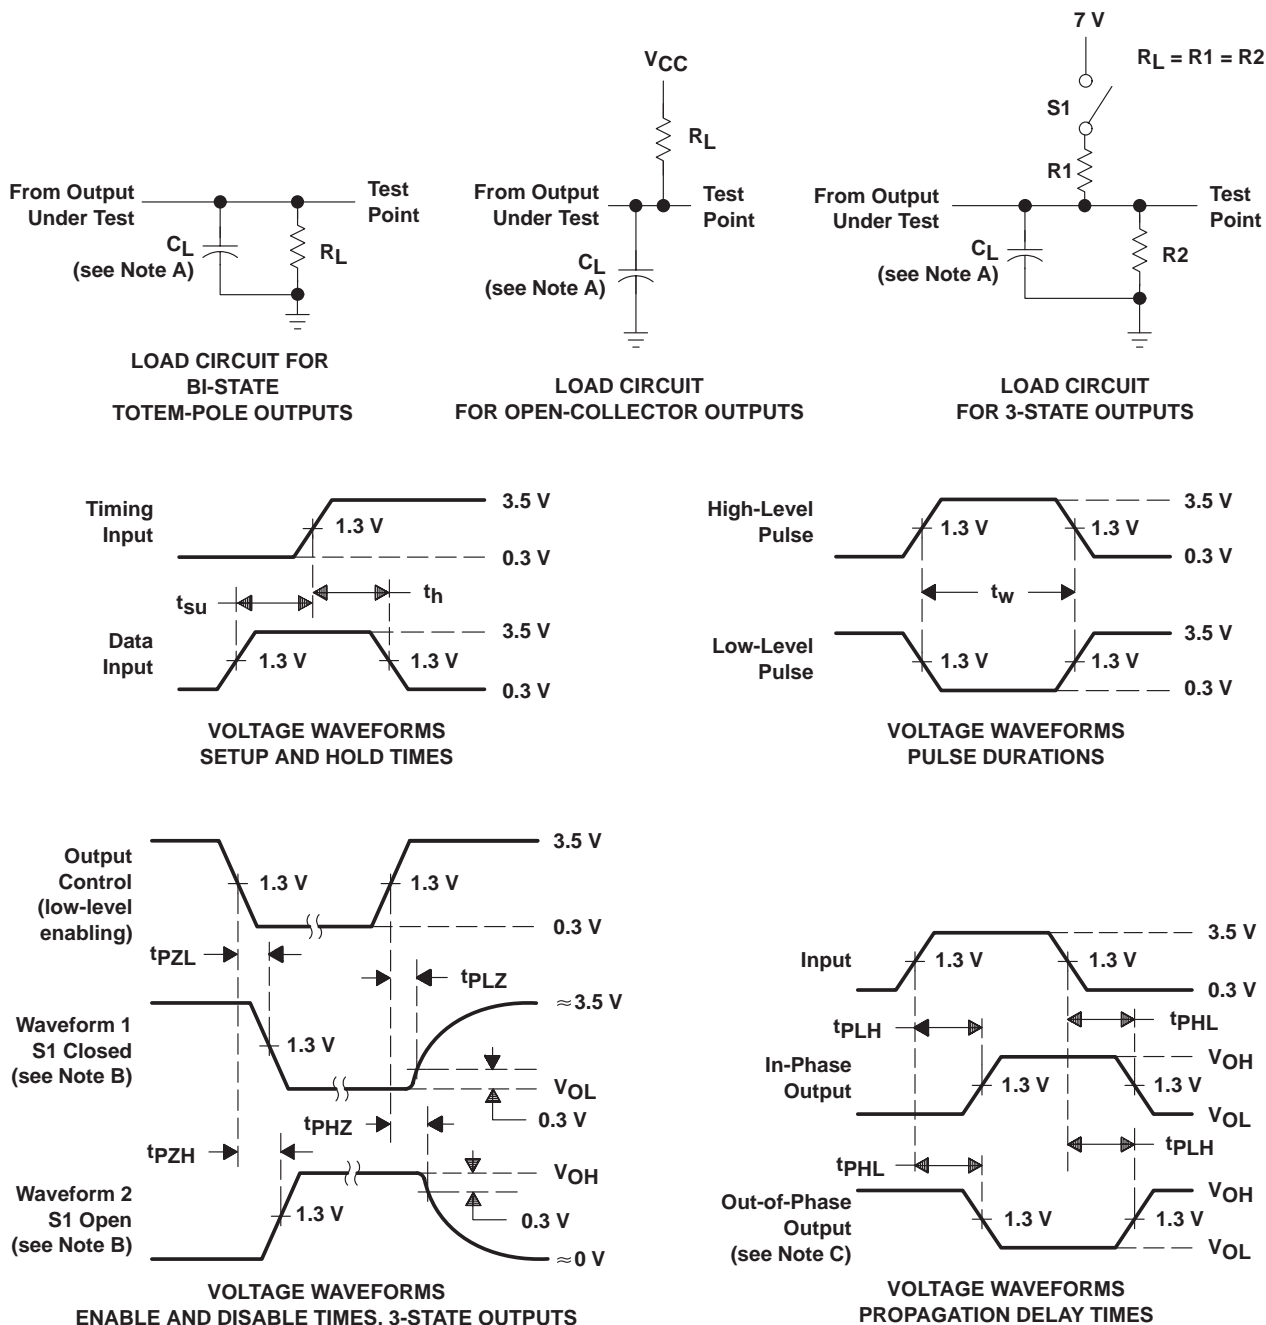 From Output
Under Test
Test
Point
CL
(see Note A)
RL
LOAD CIRCUIT FOR
BI-STATE
TOTEM-POLE OUTPUTS
VCC
RL
From Output
Under Test
Test
Point
CL
(see Note A)
LOAD CIRCUIT
FOR OPEN-COLLECTOR OUTPUTS
7 V
RL = R1 = R2
S1
R1
From Output
Under Test
Test
Point
CL
(see Note A)
R2
LOAD CIRCUIT
FOR 3-STATE OUTPUTS
Timing
Input
1.3 V
3.5 V
0.3 V
tsu
th
Data
Input
1.3 V
1.3 V
3.5 V
0.3 V
VOLTAGE WAVEFORMS
SETUP AND HOLD TIMES
High-Level
Pulse
1.3 V
1.3 V
3.5 V
0.3 V
tw
Low-Level
Pulse
1.3 V
1.3 V
3.5 V
0.3 V
VOLTAGE WAVEFORMS
PULSE DURATIONS
Output
Control
(low-level
enabling)
1.3 V
1.3 V
3.5 V
0.3 V
tPZL
tPLZ
Waveform 1
S1 Closed
(see Note B)
1.3 V
≈3.5 V
VOL
0.3 V
tPHZ
tPZH
Waveform 2
S1 Open
(see Note B)
1.3 V
VOH
0.3 V
≈0 V
VOLTAGE WAVEFORMS
ENABLE AND DISABLE TIMES, 3-STATE OUTPUTS
Input
1.3 V
1.3 V
3.5 V
0.3 V
tPLH
tPHL
In-Phase
Output
1.3 V
1.3 V
VOH
VOL
tPHL
tPLH
Out-of-Phase
Output
(see Note C)
1.3 V
1.3 V
VOH
VOL
VOLTAGE WAVEFORMS
PROPAGATION DELAY TIMES